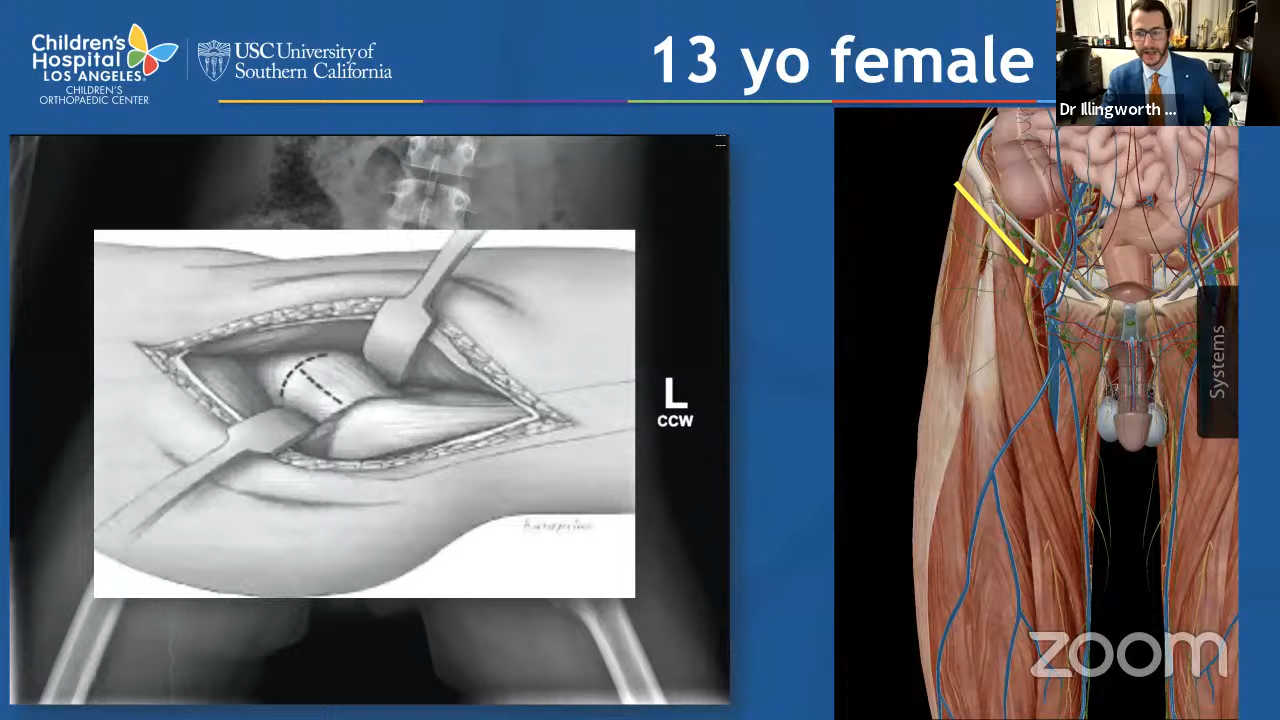 Children's
Hospital
LOS ANGELES
CHILDREN'S
ORTHOPAEDIC CENTER
USC University of
Southern California
13 yo female
Dr Illingworth ...
L
CCW
Systems
zoom